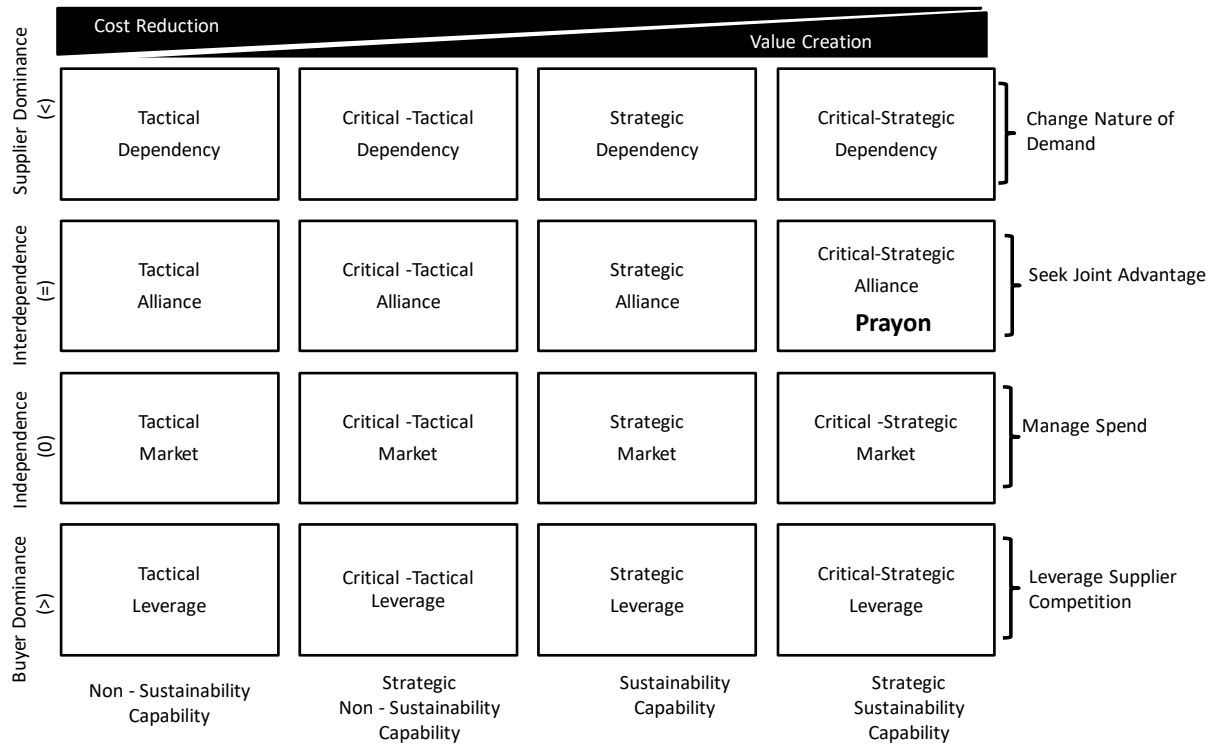 Cost Reduction
Value Creation
Supplier Dominance
(<)
Tactical
Dependency
Critical -Tactical
Dependency
Strategic
Dependency
Critical-Strategic
Dependency
Change Nature of
Demand
Interdependence
(=)
Tactical
Alliance
Critical -Tactical
Alliance
Strategic
Alliance
Critical-Strategic
Alliance
Prayon
Seek Joint Advantage
Independence
(0)
Tactical
Market
Critical -Tactical
Market
Strategic
Market
Critical -Strategic
Market
Manage Spend
Buyer Dominance
(>)
Tactical
Leverage
Critical -Tactical
Leverage
Strategic
Leverage
Critical-Strategic
Leverage
Leverage Supplier
Competition
Non - Sustainability
Capability
Strategic
Non - Sustainability
Capability
Sustainability
Capability
Strategic
Sustainability
Capability